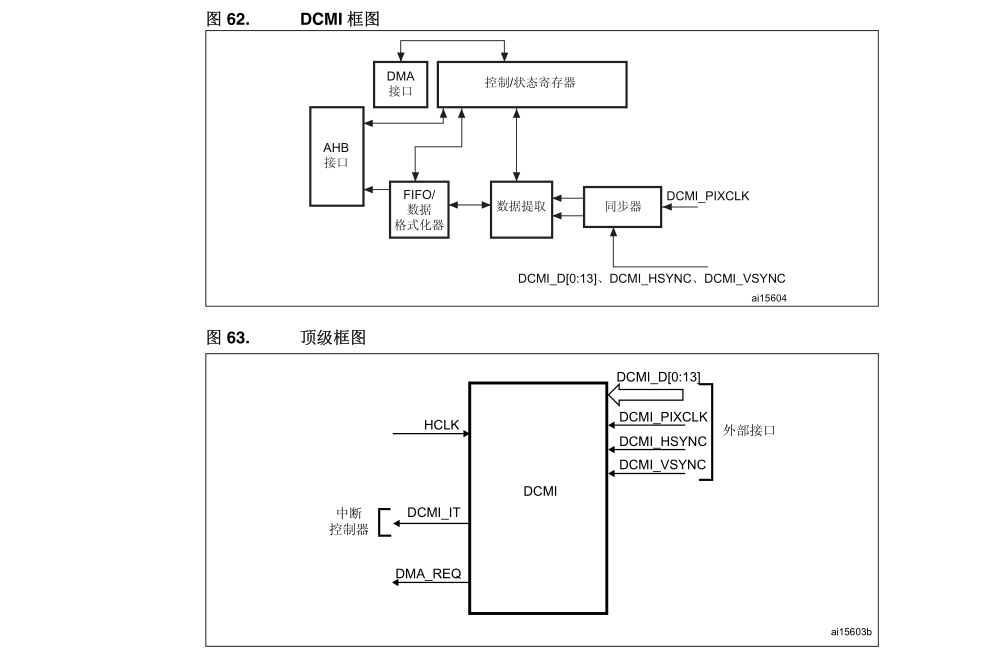 图 62. DCMI 框图
DMA
接口
控制/状态寄存器
AHB
接口
FIFO/
数据
格式化器
数据提取
同步器
DCMI_PIXCLK
DCMI_D[0:13]、DCMI_HSYNC、DCMI_VSYNC
ai15604
图 63. 顶级框图
DCMI_D[0:13]
DCMI_PIXCLK
HCLK
外部接口
DCMI_HSYNC
DCMI_VSYNC
DCMI
中断
控制器
DCMI_IT
DMA_REQ
ai15603b